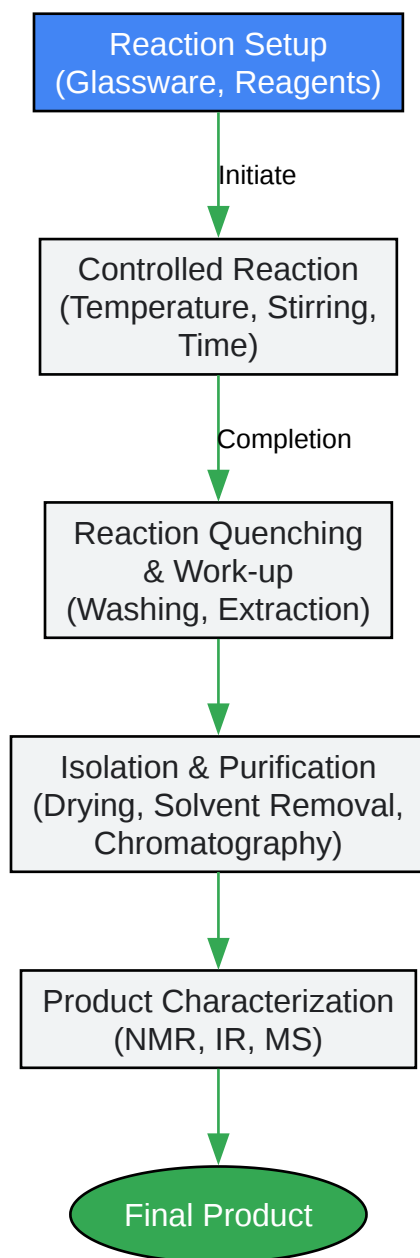 Reaction Setup
(Glassware, Reagents)
Initiate
Controlled Reaction
(Temperature, Stirring,
Time)
Completion
Reaction Quenching
& Work-up
(Washing, Extraction)
Isolation & Purification
(Drying, Solvent Removal,
Chromatography)
Product Characterization
(NMR, IR, MS)
Final Product